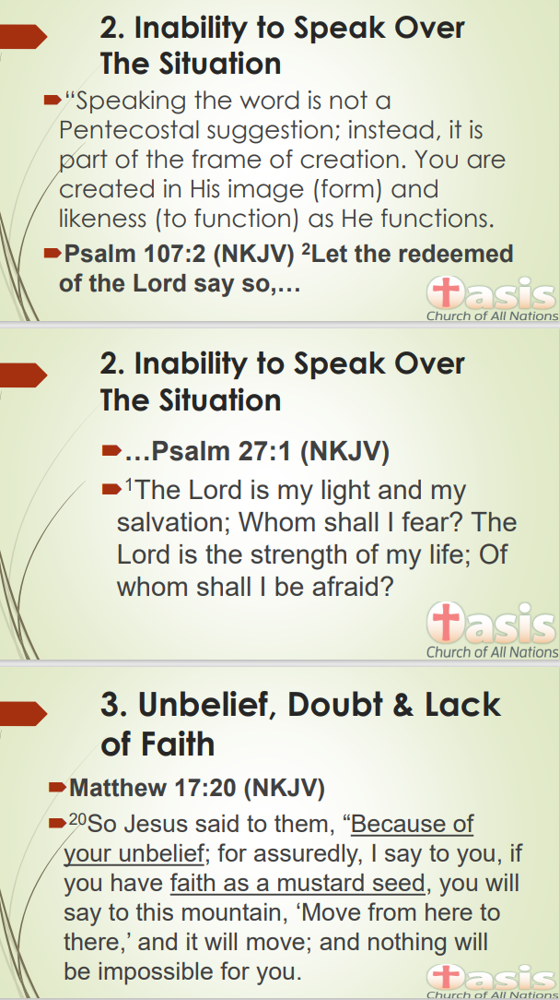 2. Inability to Speak Over
The Situation
“Speaking the word is not a
Pentecostal suggestion; instead, it is
part of the frame of creation. You are
created in His image (form) and
likeness (to function) as He functions.
Psalm 107:2 (NKJV) ²Let the redeemed
of the Lord say so,…
Oasis
Church of All Nations
2. Inability to Speak Over
The Situation
…Psalm 27:1 (NKJV)
¹The Lord is my light and my
salvation; Whom shall I fear? The
Lord is the strength of my life; Of
whom shall I be afraid?
Oasis
Church of All Nations
3. Unbelief, Doubt & Lack
of Faith
Matthew 17:20 (NKJV)
²⁰So Jesus said to them, “Because of
your unbelief; for assuredly, I say to you, if
you have faith as a mustard seed, you will
say to this mountain, ‘Move from here to
there,’ and it will move; and nothing will
be impossible for you.
Oasis
Church of All Nations